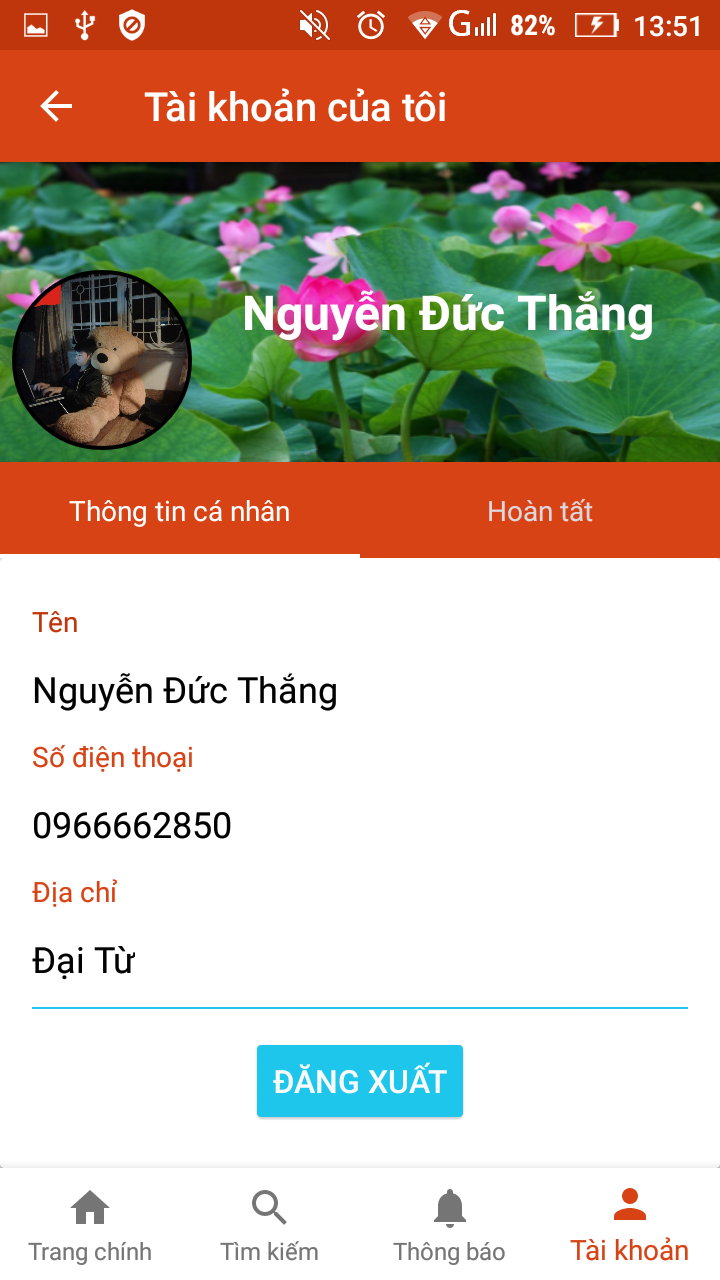 G 82% 13:51
Tài khoản của tôi
Nguyễn Đức Thắng
Thông tin cá nhân Hoàn tất
Tên
Nguyễn Đức Thắng
Số điện thoại
0966662850
Địa chỉ
Đại Từ
ĐĂNG XUẤT
Trang chính Tìm kiếm Thông báo Tài khoản